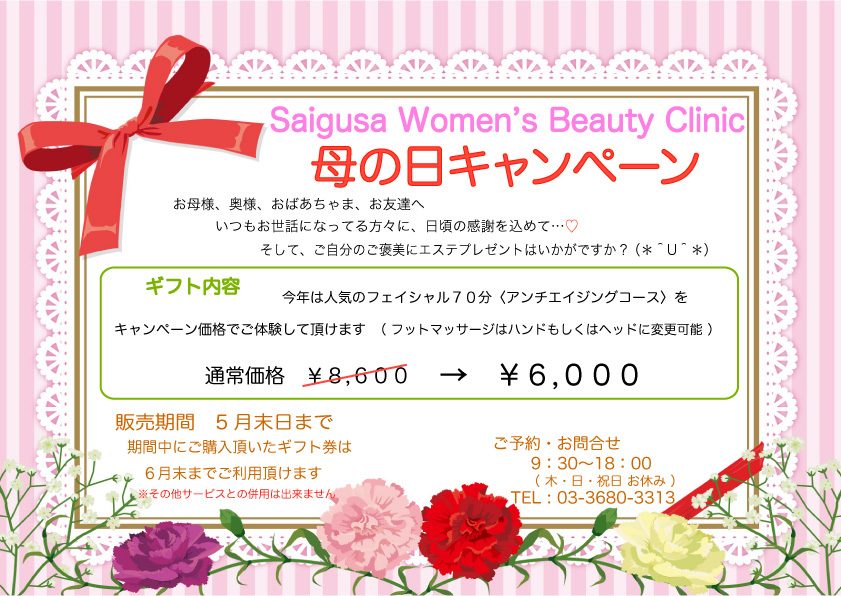 Saigusa Women's Beauty Clinic
母の日キャンペーン
お母様、奥様、おばあちゃま、お友達へ
いつもお世話になってる方々に、日頃の感謝を込めて…♡
そして、ご自分のご褒美にエステプレゼントはいかがですか？（＊＾Ｕ＾＊）
ギフト内容
今年は人気のフェイシャル７０分〈アンチエイジングコース〉を
キャンペーン価格でご体験して頂けます （フットマッサージはハンドもしくはヘッドに変更可能 ）
通常価格 ￥８,６００ → ￥６,０００
販売期間 ５月末日まで
期間中にご購入頂いたギフト券は
６月末までご利用頂けます
※その他サービスとの併用は出来ません
ご予約・お問合せ
９：３０～１８：００
（ 木・日・祝日 お休み ）
TEL：03-3680-3313